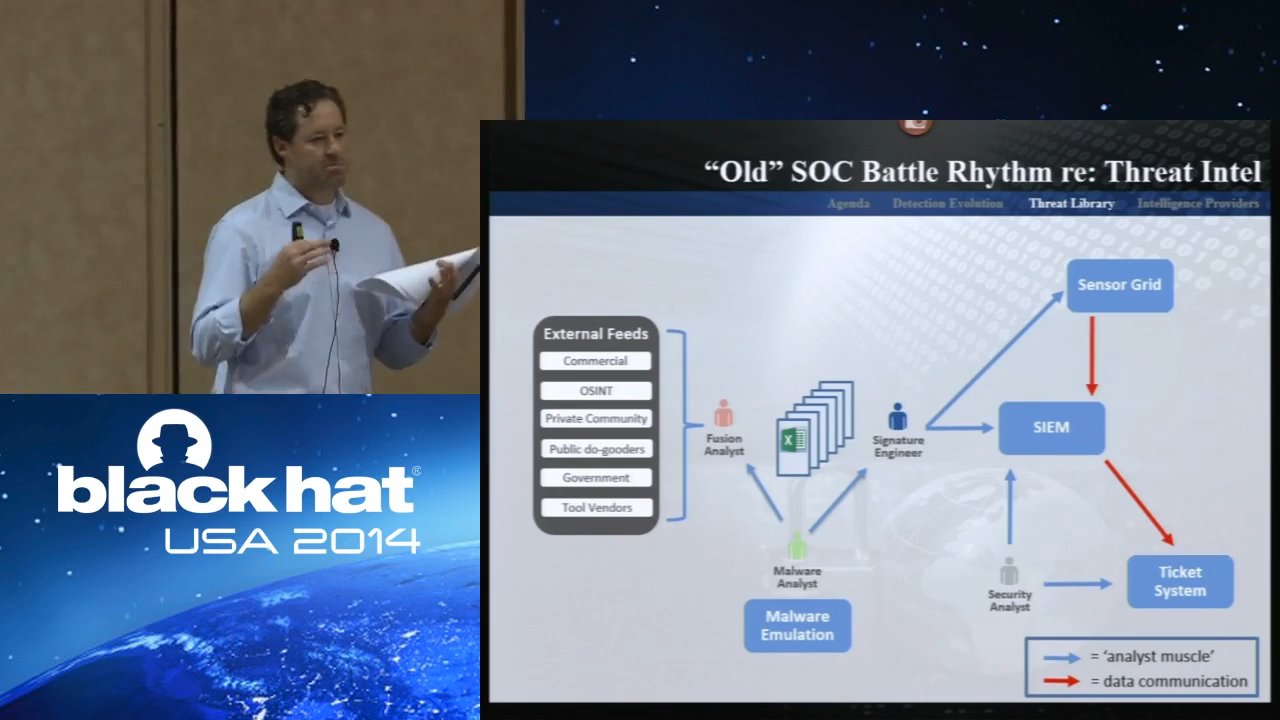 “Old” SOC Battle Rhythm re: Threat Intel
Agenda Detection Evolution Threat Library Intelligence Providers
External Feeds
Commercial
OSINT
Private Community
Public do-gooders
Government
Tool Vendors
Fusion
Analyst
Signature
Engineer
Malware
Analyst
Malware
Emulation
Sensor Grid
SIEM
Security
Analyst
Ticket
System
= ‘analyst muscle’
= data communication
black hat®
USA 2014